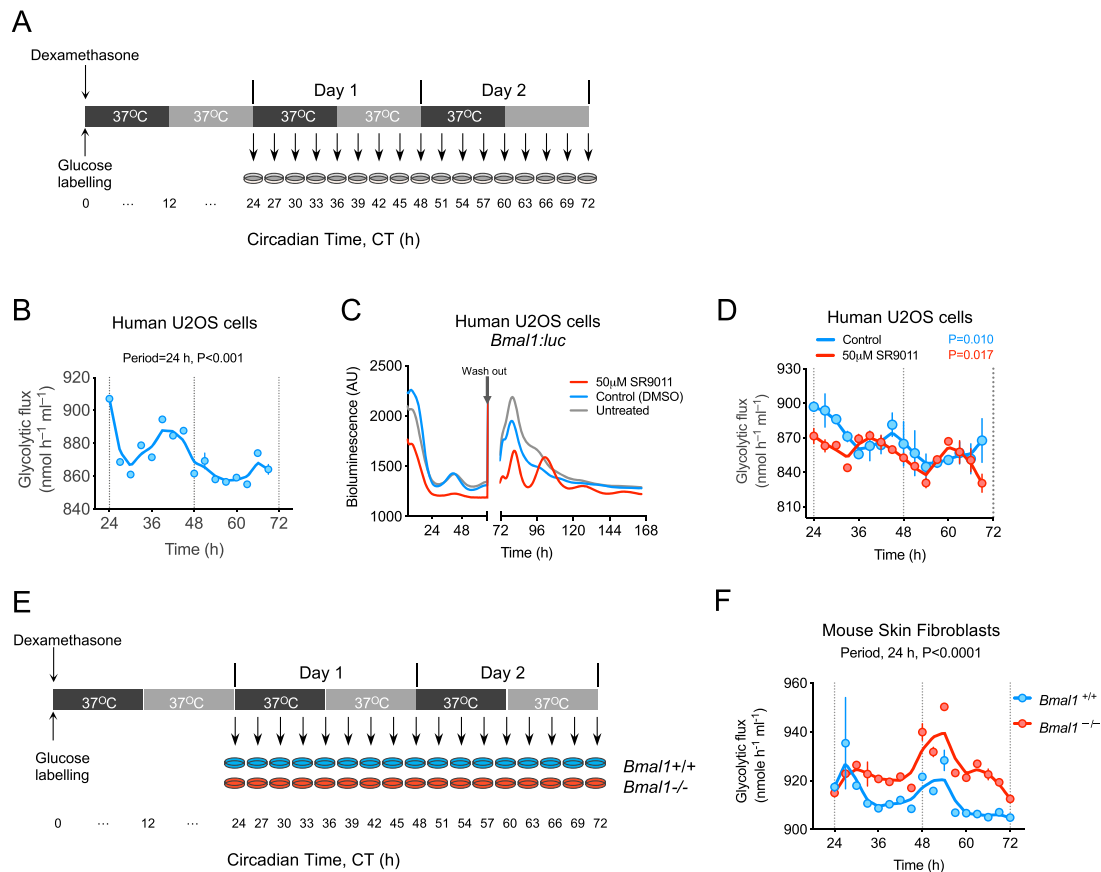 A
Dexamethasone
Day 1
Day 2
37OC 37OC 37OC 37OC 37OC
Glucose
labelling
0 ... 12 ... 24 27 30 33 36 39 42 45 48 51 54 57 60 63 66 69 72
Circadian Time, CT (h)
B
Human U2OS cells
Period=24 h, P<0.001
920
900
880
860
840
Glycolytic flux
(nmol h–1 ml–1)
24 36 48 60 72
Time (h)
C
Human U2OS cells
Bmal1:luc
2500
2000
1500
1000
Bioluminescence (AU)
Wash out
50μM SR9011
Control (DMSO)
Untreated
24 48 72 96 120 144 168
Time (h)
D
Human U2OS cells
Control P=0.010
50μM SR9011 P=0.017
930
900
870
840
810
Glycolytic flux
(nmol h–1 ml–1)
24 36 48 60 72
Time (h)
E
Dexamethasone
Day 1
Day 2
37OC 37OC 37OC 37OC 37OC 37OC
Glucose
labelling
Bmal1+/+
Bmal1-/-
0 ... 12 ... 24 27 30 33 36 39 42 45 48 51 54 57 60 63 66 69 72
Circadian Time, CT (h)
F
Mouse Skin Fibroblasts
Period, 24 h, P<0.0001
960
940
920
900
Glycolytic flux
(nmole h-1 ml-1)
Bmal1 +/+
Bmal1 –/–
24 36 48 60 72
Time (h)